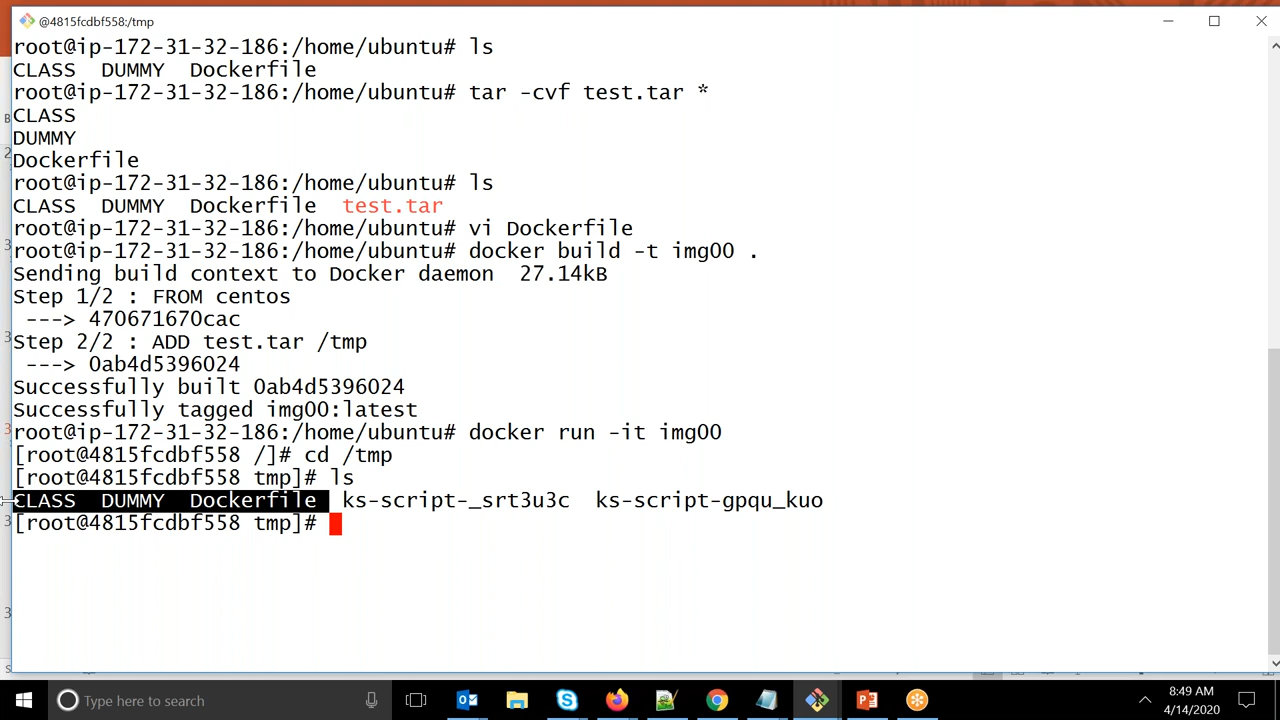 @4815fcdbf558:/tmp
root@ip-172-31-32-186:/home/ubuntu# ls
CLASS  DUMMY  Dockerfile
root@ip-172-31-32-186:/home/ubuntu# tar -cvf test.tar *
CLASS
DUMMY
Dockerfile
root@ip-172-31-32-186:/home/ubuntu# ls
CLASS  DUMMY  Dockerfile  test.tar
root@ip-172-31-32-186:/home/ubuntu# vi Dockerfile
root@ip-172-31-32-186:/home/ubuntu# docker build -t img00 .
Sending build context to Docker daemon  27.14kB
Step 1/2 : FROM centos
 ---> 470671670cac
Step 2/2 : ADD test.tar /tmp
 ---> 0ab4d5396024
Successfully built 0ab4d5396024
Successfully tagged img00:latest
root@ip-172-31-32-186:/home/ubuntu# docker run -it img00
[root@4815fcdbf558 /]# cd /tmp
[root@4815fcdbf558 tmp]# ls
CLASS  DUMMY  Dockerfile  ks-script-_srt3u3c  ks-script-gpqu_kuo
[root@4815fcdbf558 tmp]#
Type here to search
8:49 AM
4/14/2020